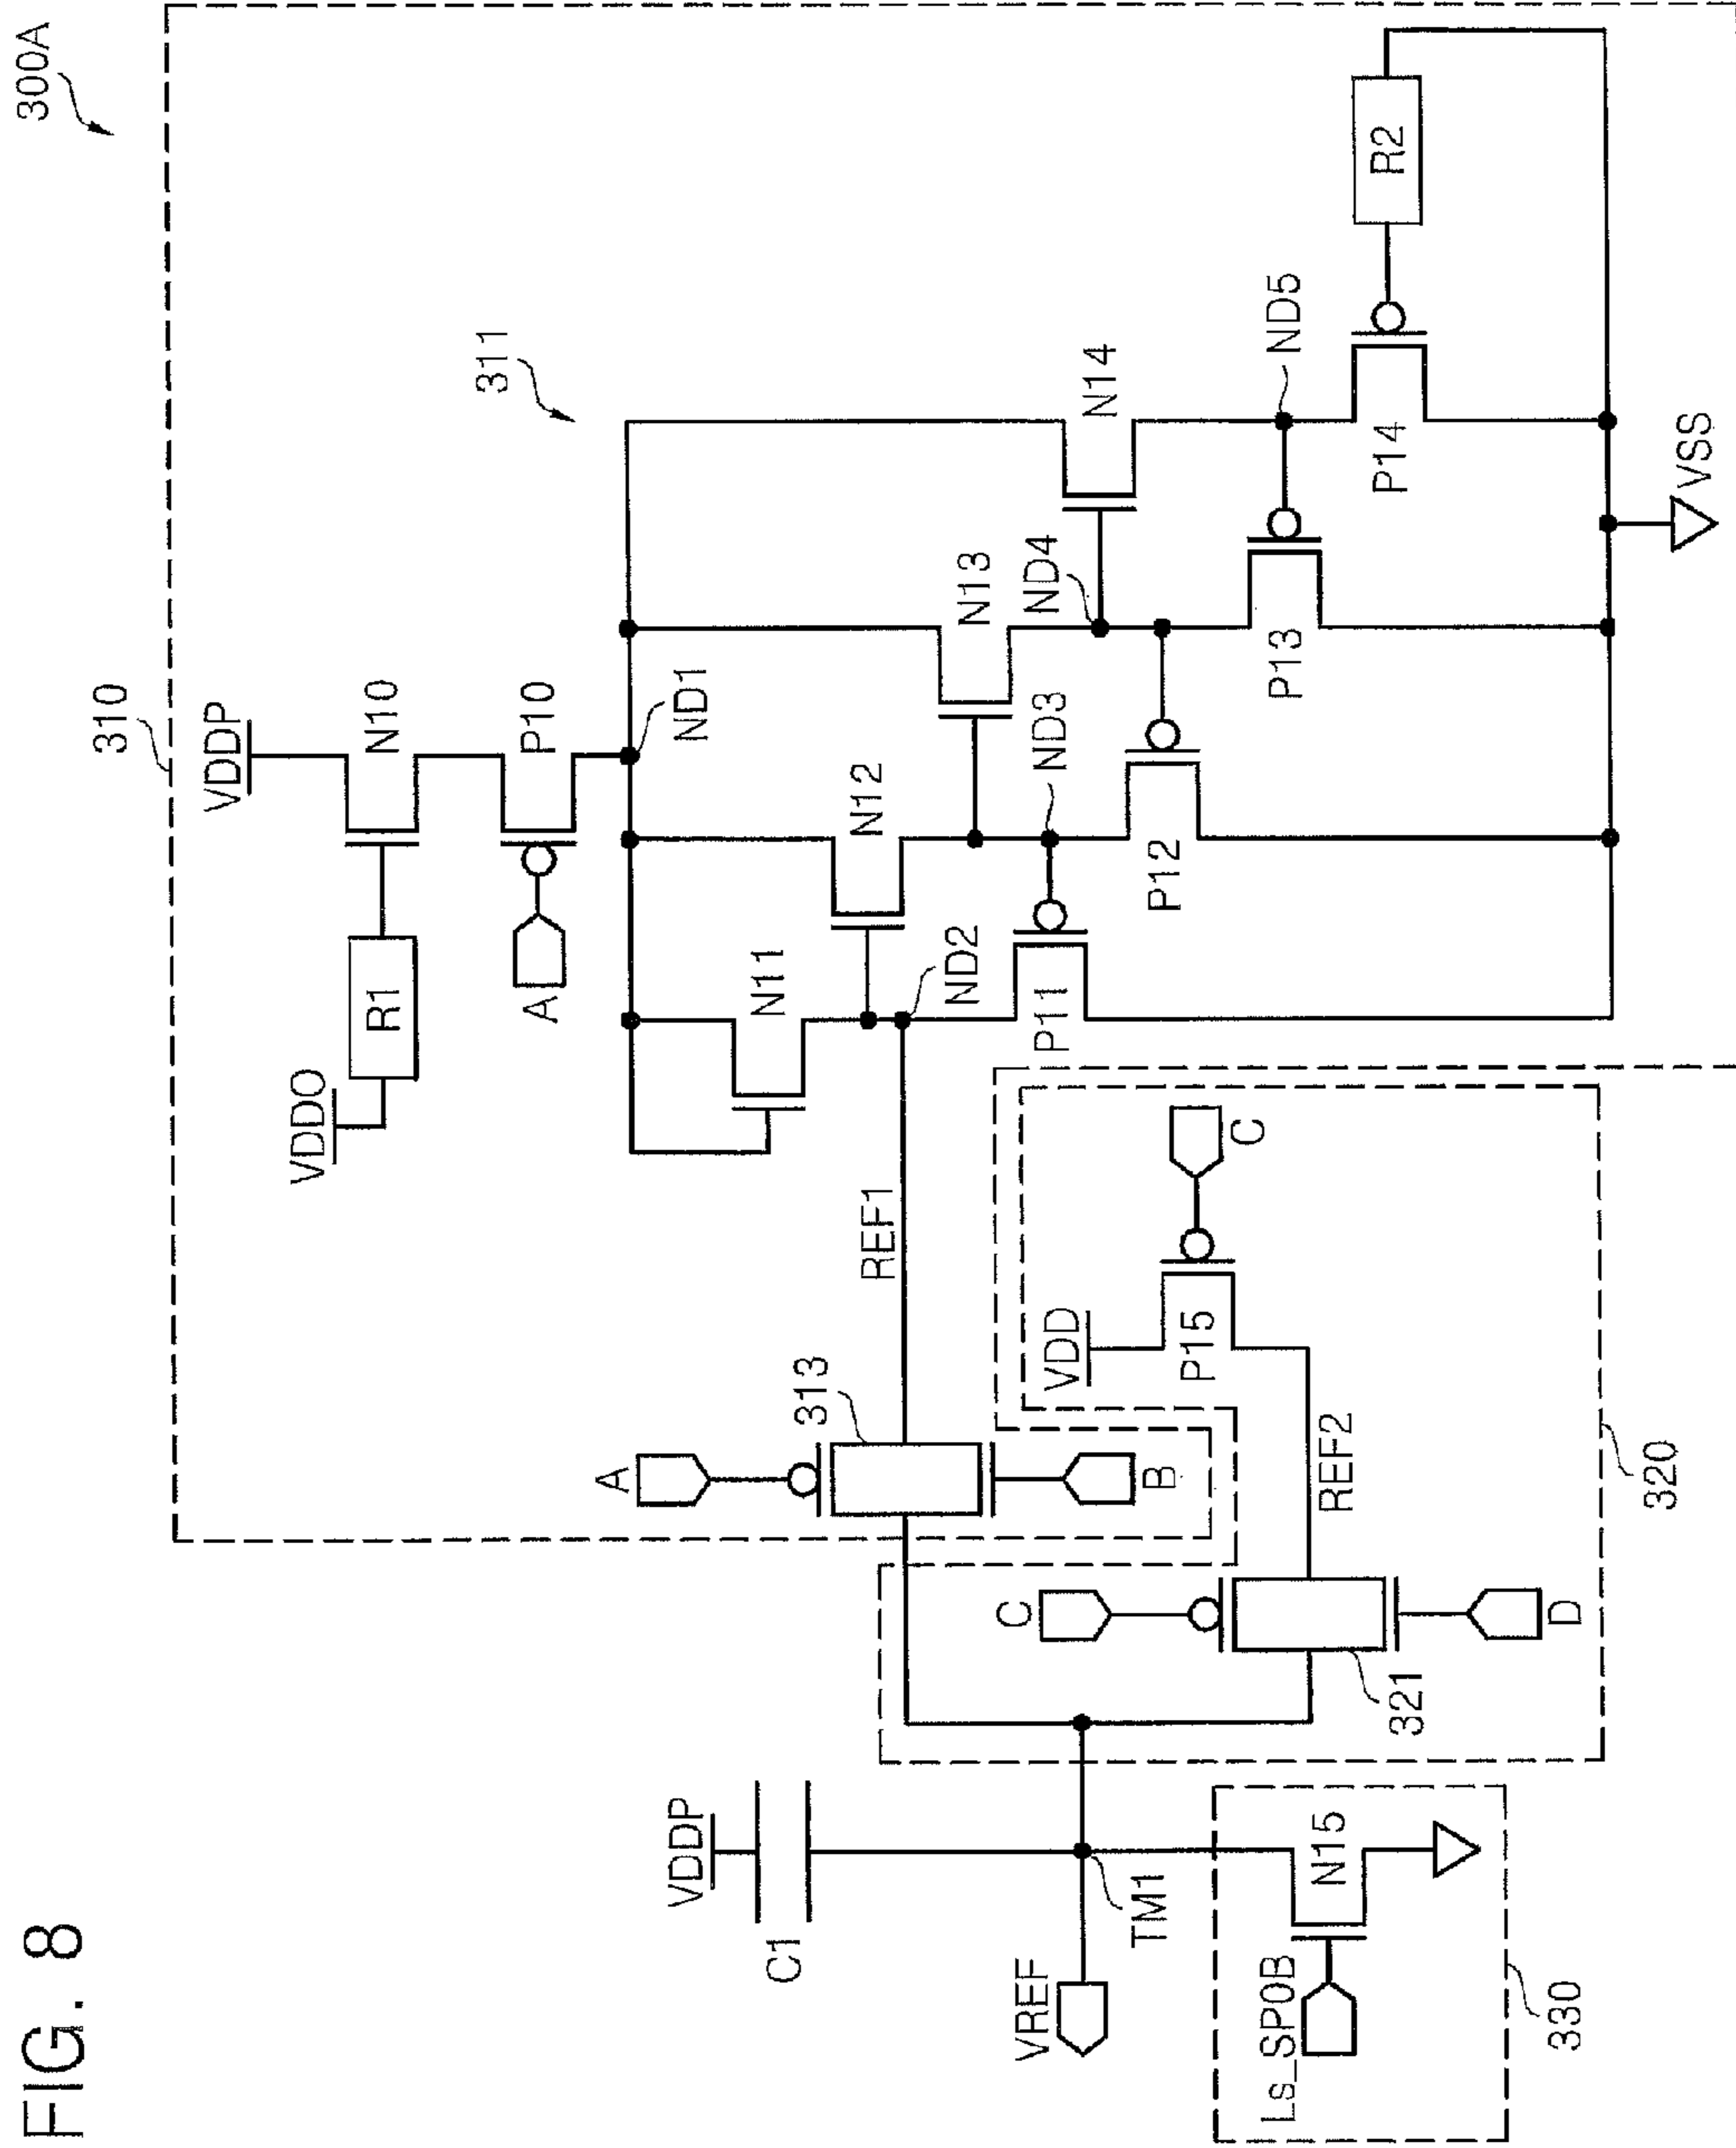 FIG. 8
300A
310
VDDP
VDDO
R1
N10
A
P10
ND1
311
N11
N12
N13
N14
ND2
ND3
ND4
ND5
P11
P12
P13
P14
R2
VSS
REF1
A
313
B
VDD
P15
C
REF2
C
321
D
320
VDDP
C1
VREF
TM1
Ls_SP0B
N15
330